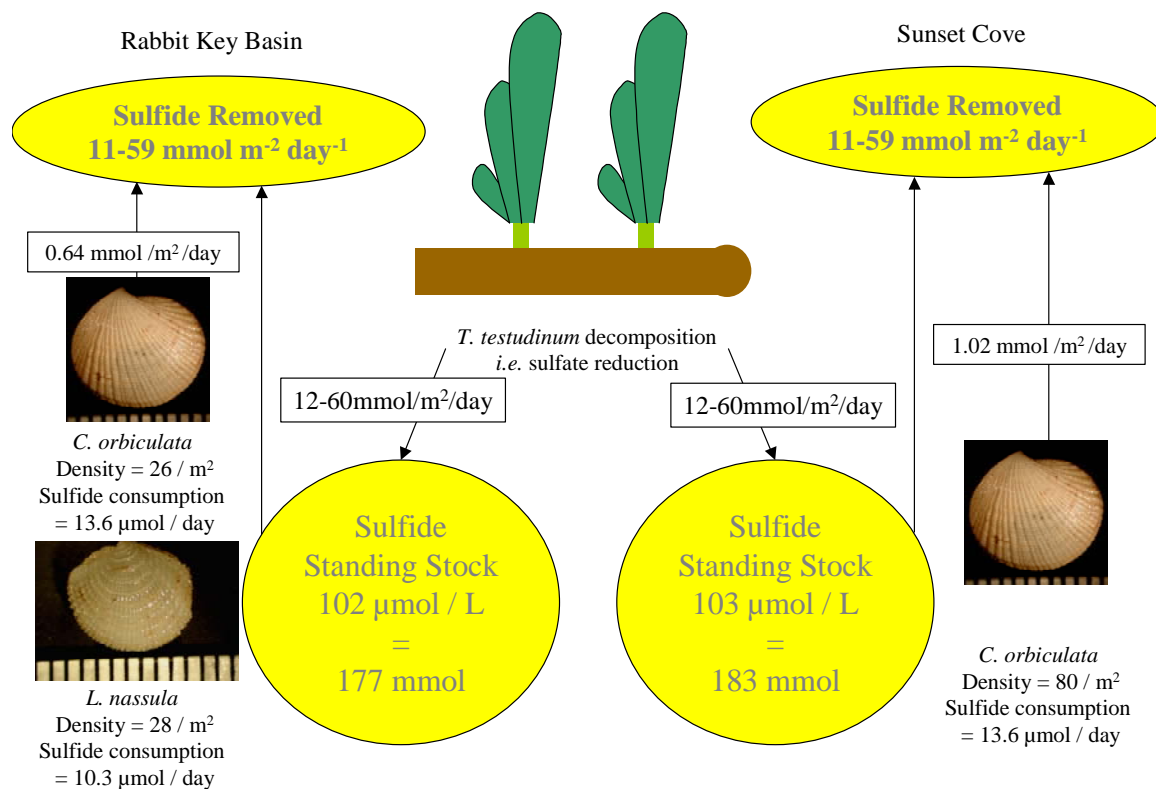 Rabbit Key Basin
Sulfide Removed
11-59 mmol m⁻² day⁻¹
0.64 mmol /m²/day
C. orbiculata
Density = 26 / m²
Sulfide consumption
= 13.6 µmol / day
L. nassula
Density = 28 / m²
Sulfide consumption
= 10.3 µmol / day
T. testudinum decomposition
i.e. sulfate reduction
12-60mmol/m²/day
12-60mmol/m²/day
Sulfide
Standing Stock
102 µmol / L
=
177 mmol
Sulfide
Standing Stock
103 µmol / L
=
183 mmol
Sunset Cove
Sulfide Removed
11-59 mmol m⁻² day⁻¹
1.02 mmol /m²/day
C. orbiculata
Density = 80 / m²
Sulfide consumption
= 13.6 µmol / day